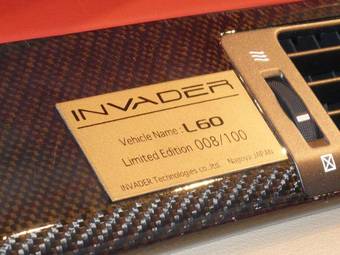 INVADER
Vehicle Name : L60
Limited Edition 008/100
INVADER Technologies co.,ltd. Nagoya JAPAN